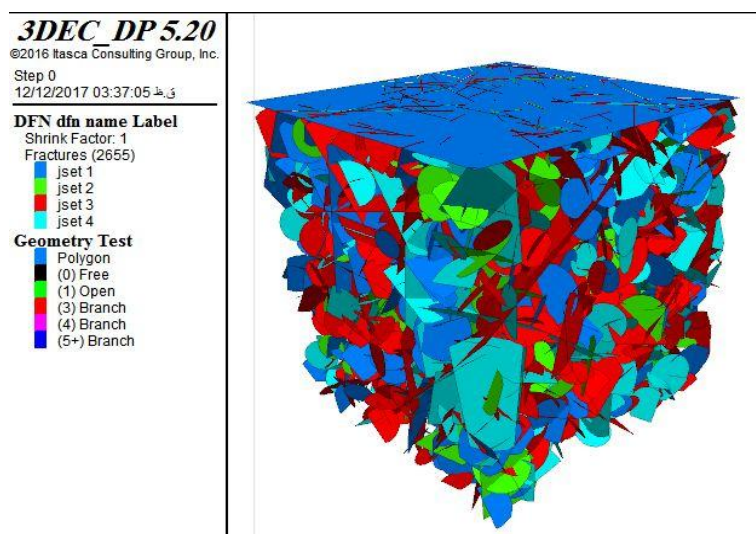 3DEC_DP 5.20
©2016 Itasca Consulting Group, Inc.
Step 0
12/12/2017 03:37:05 ق.ظ
DFN dfn name Label
Shrink Factor: 1
Fractures (2655)
jset 1
jset 2
jset 3
jset 4
Geometry Test
Polygon
(0) Free
(1) Open
(3) Branch
(4) Branch
(5+) Branch